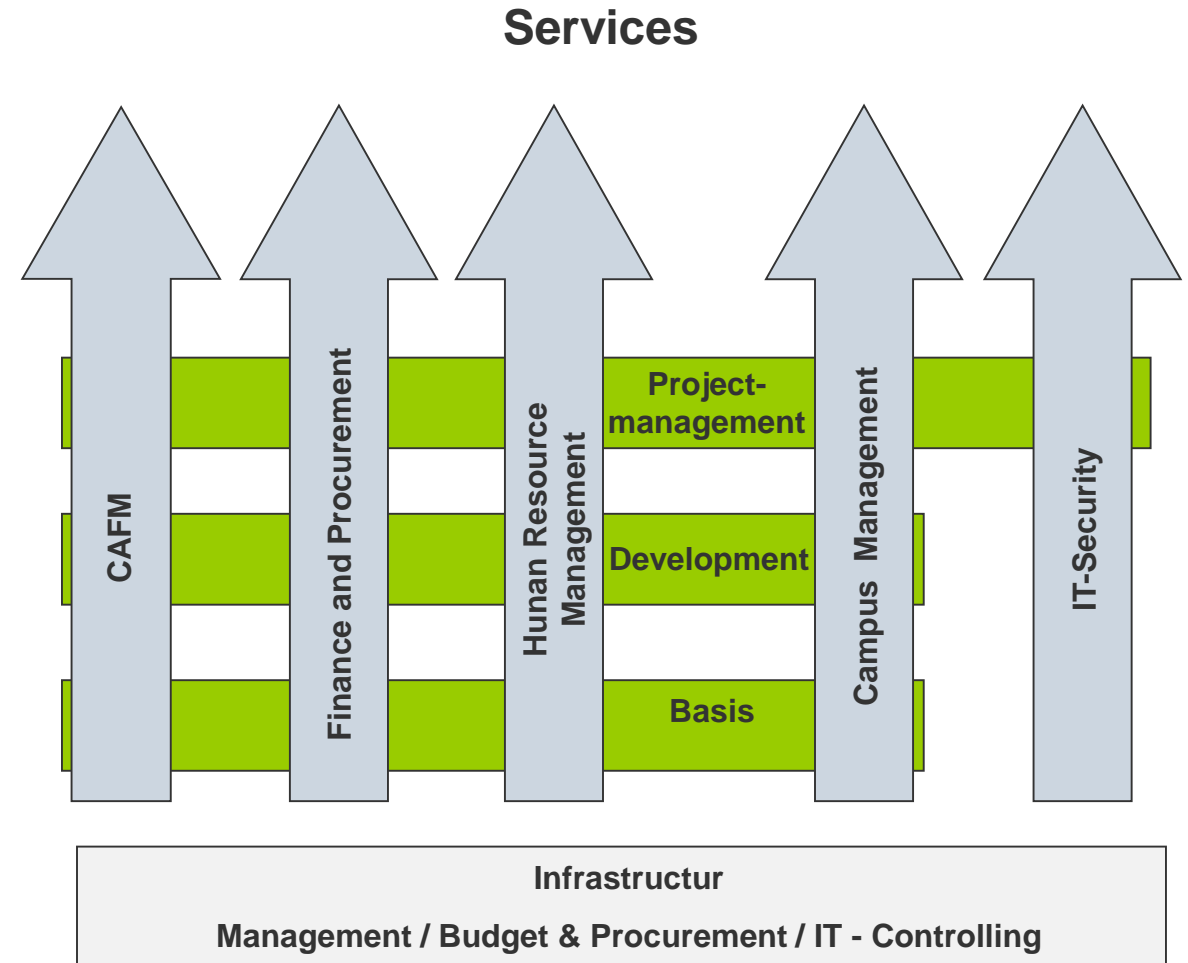 Services
CAFM
Finance and Procurement
Hunan Resource
Management
Project-
management
Development
Basis
Campus Management
IT-Security
Infrastructur
Management / Budget & Procurement / IT - Controlling